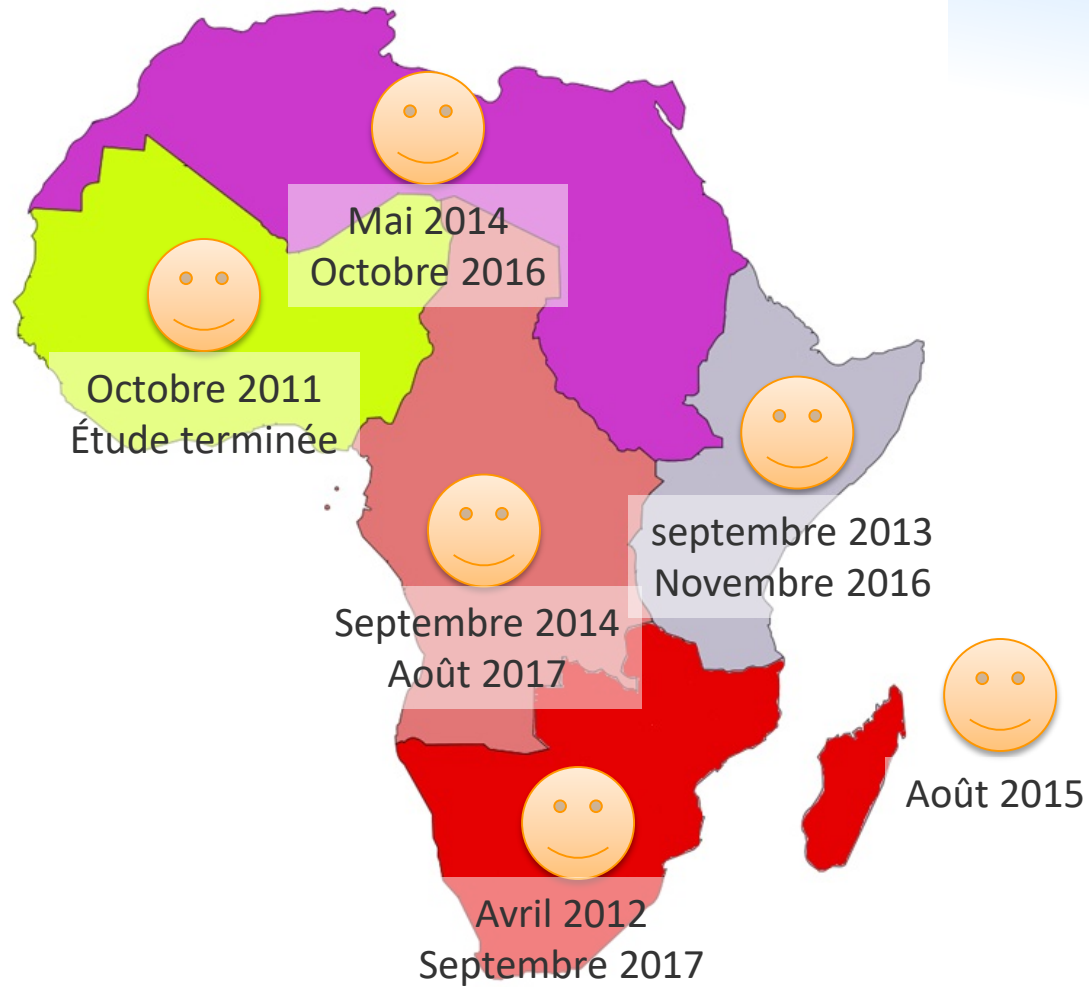 Mai 2014
Octobre 2016
Octobre 2011
Étude terminée
septembre 2013
Novembre 2016
Septembre 2014
Août 2017
Août 2015
Avril 2012
Septembre 2017